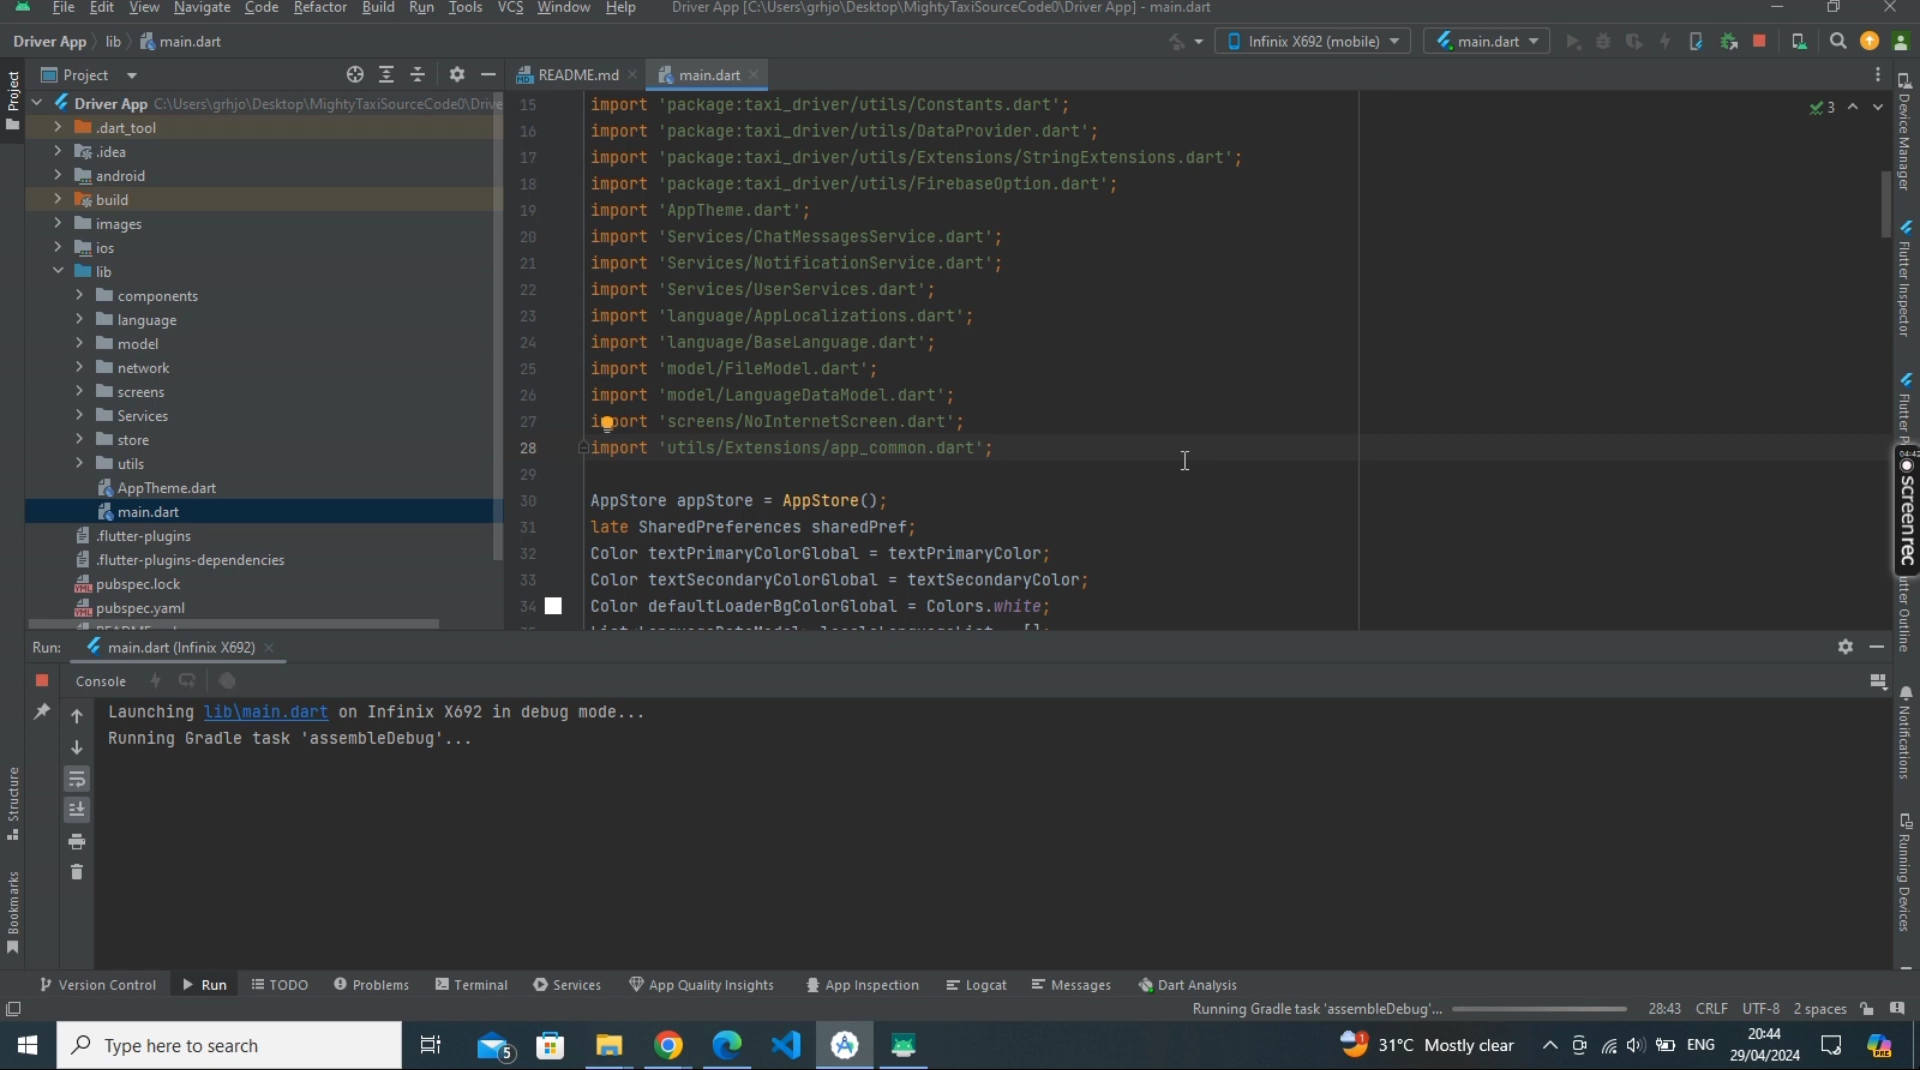 File Edit View Navigate Code Refactor Build Run Tools VCS Window Help Driver App [C:\Users\grhjo\Desktop\MightyTaxiSourceCode0\Driver App] - main.dart
Driver App lib main.dart
Infinix X692 (mobile) main.dart
Project
README.md main.dart
Driver App C:\Users\grhjo\Desktop\MightyTaxiSourceCode0\Drive
.dart_tool
.idea
android
build
images
ios
lib
components
language
model
network
screens
Services
store
utils
AppTheme.dart
main.dart
.flutter-plugins
.flutter-plugins-dependencies
pubspec.lock
pubspec.yaml
15 import 'package:taxi_driver/utils/Constants.dart';
16 import 'package:taxi_driver/utils/DataProvider.dart';
17 import 'package:taxi_driver/utils/Extensions/StringExtensions.dart';
18 import 'package:taxi_driver/utils/FirebaseOption.dart';
19 import 'AppTheme.dart';
20 import 'Services/ChatMessagesService.dart';
21 import 'Services/NotificationService.dart';
22 import 'Services/UserServices.dart';
23 import 'language/AppLocalizations.dart';
24 import 'language/BaseLanguage.dart';
25 import 'model/FileModel.dart';
26 import 'model/LanguageDataModel.dart';
27 import 'screens/NoInternetScreen.dart';
28 import 'utils/Extensions/app_common.dart';
29
30 AppStore appStore = AppStore();
31 late SharedPreferences sharedPref;
32 Color textPrimaryColorGlobal = textPrimaryColor;
33 Color textSecondaryColorGlobal = textSecondaryColor;
34 Color defaultLoaderBgColorGlobal = Colors.white;
3
Project
Structure
Bookmarks
Device Manager
Flutter Inspector
Flutter
04:42
screenrec
Outline
Notifications
Running Devices
Run: main.dart (Infinix X692)
Console
Launching lib\main.dart on Infinix X692 in debug mode...
Running Gradle task 'assembleDebug'...
Version Control Run TODO Problems Terminal Services App Quality Insights App Inspection Logcat Messages Dart Analysis
Running Gradle task 'assembleDebug'... 28:43 CRLF UTF-8 2 spaces
Type here to search
5
1
31°C Mostly clear
ENG
20:44
29/04/2024
PRE